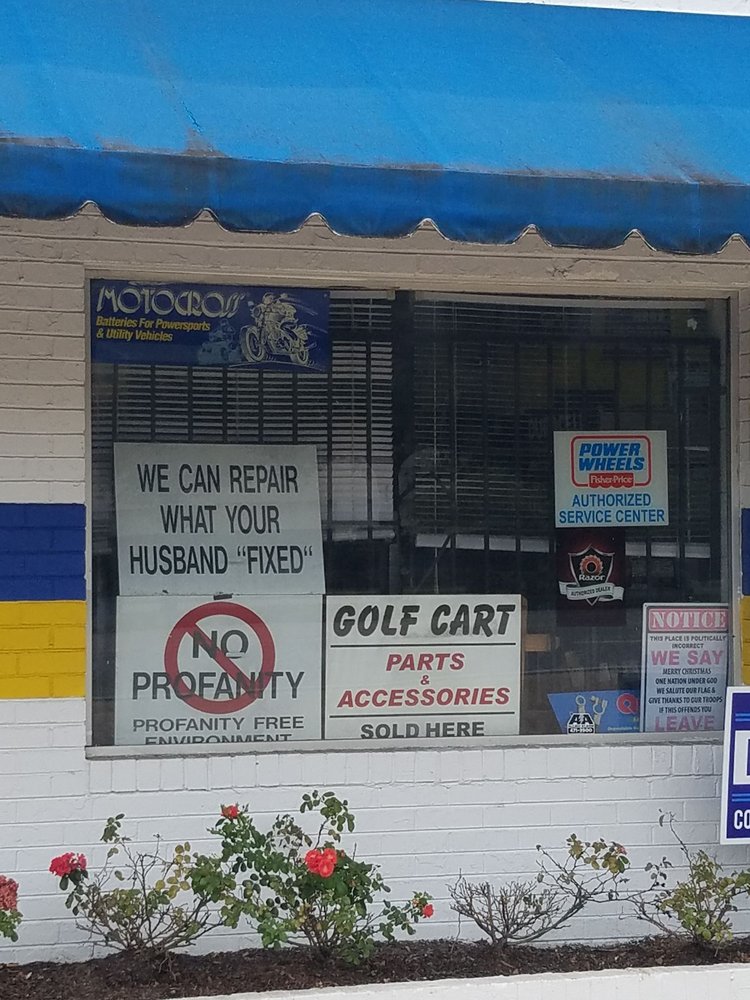 MOTOCROSS
Batteries For Powersports
& Utility Vehicles
WE CAN REPAIR
WHAT YOUR
HUSBAND "FIXED"
NO
PROFANITY
PROFANITY FREE
ENVIRONMENT
GOLF CART
PARTS
&
ACCESSORIES
SOLD HERE
POWER
WHEELS
Fisher-Price
AUTHORIZED
SERVICE CENTER
Razor
AUTHORIZED DEALER
AA
NOTICE
THIS PLACE IS POLITICALLY
INCORRECT
WE SAY
MERRY CHRISTMAS
ONE NATION UNDER GOD
WE SALUTE OUR FLAG &
GIVE THANKS TO OUR TROOPS
IF THIS OFFENDS YOU
LEAVE
CO